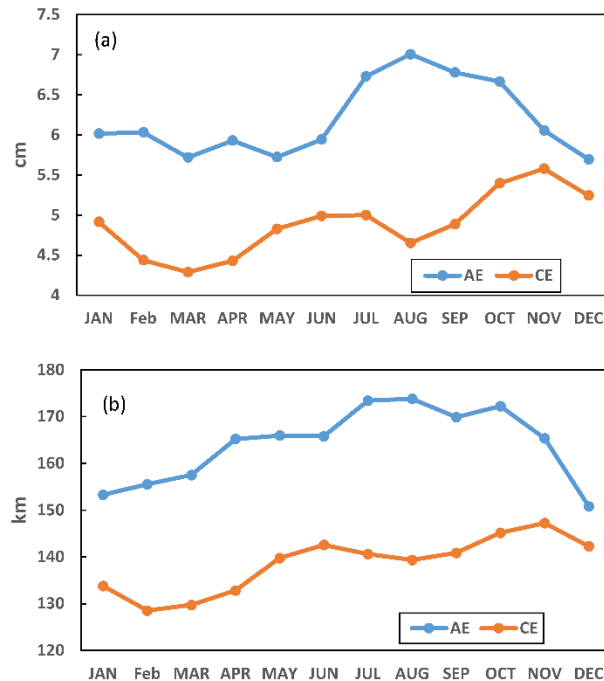 (a)
7.5
7
6.5
6
5.5
5
4.5
4
cm
AE CE
JAN Feb MAR APR MAY JUN JUL AUG SEP OCT NOV DEC
(b)
180
170
160
150
140
130
120
km
AE CE
JAN Feb MAR APR MAY JUN JUL AUG SEP OCT NOV DEC